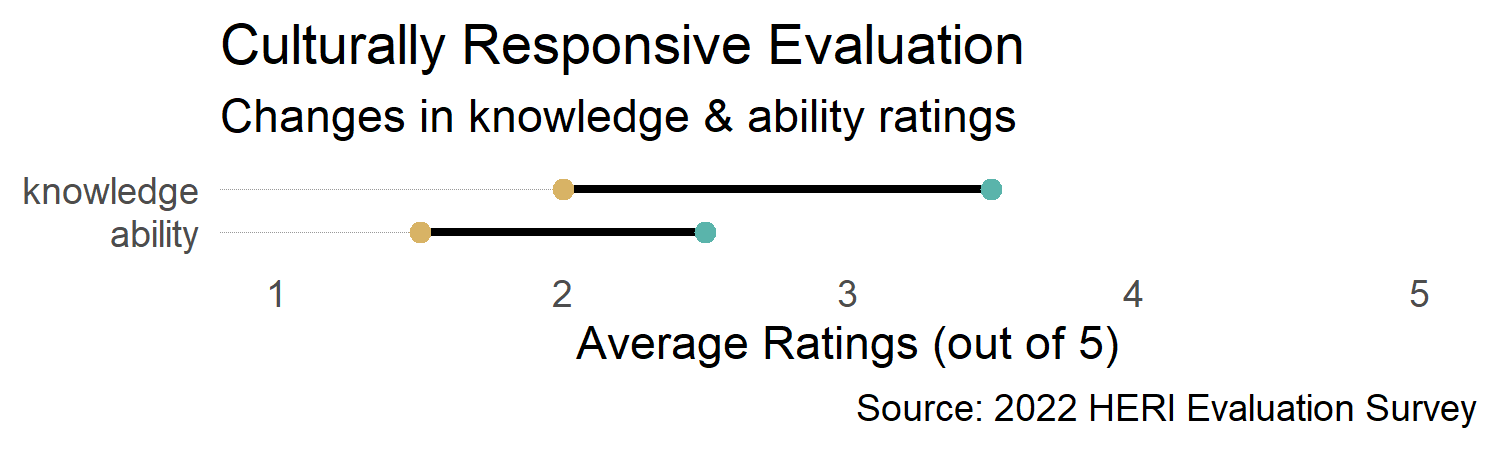 Culturally Responsive Evaluation
Changes in knowledge & ability ratings
knowledge
ability
1 2 3 4 5
Average Ratings (out of 5)
Source: 2022 HERI Evaluation Survey